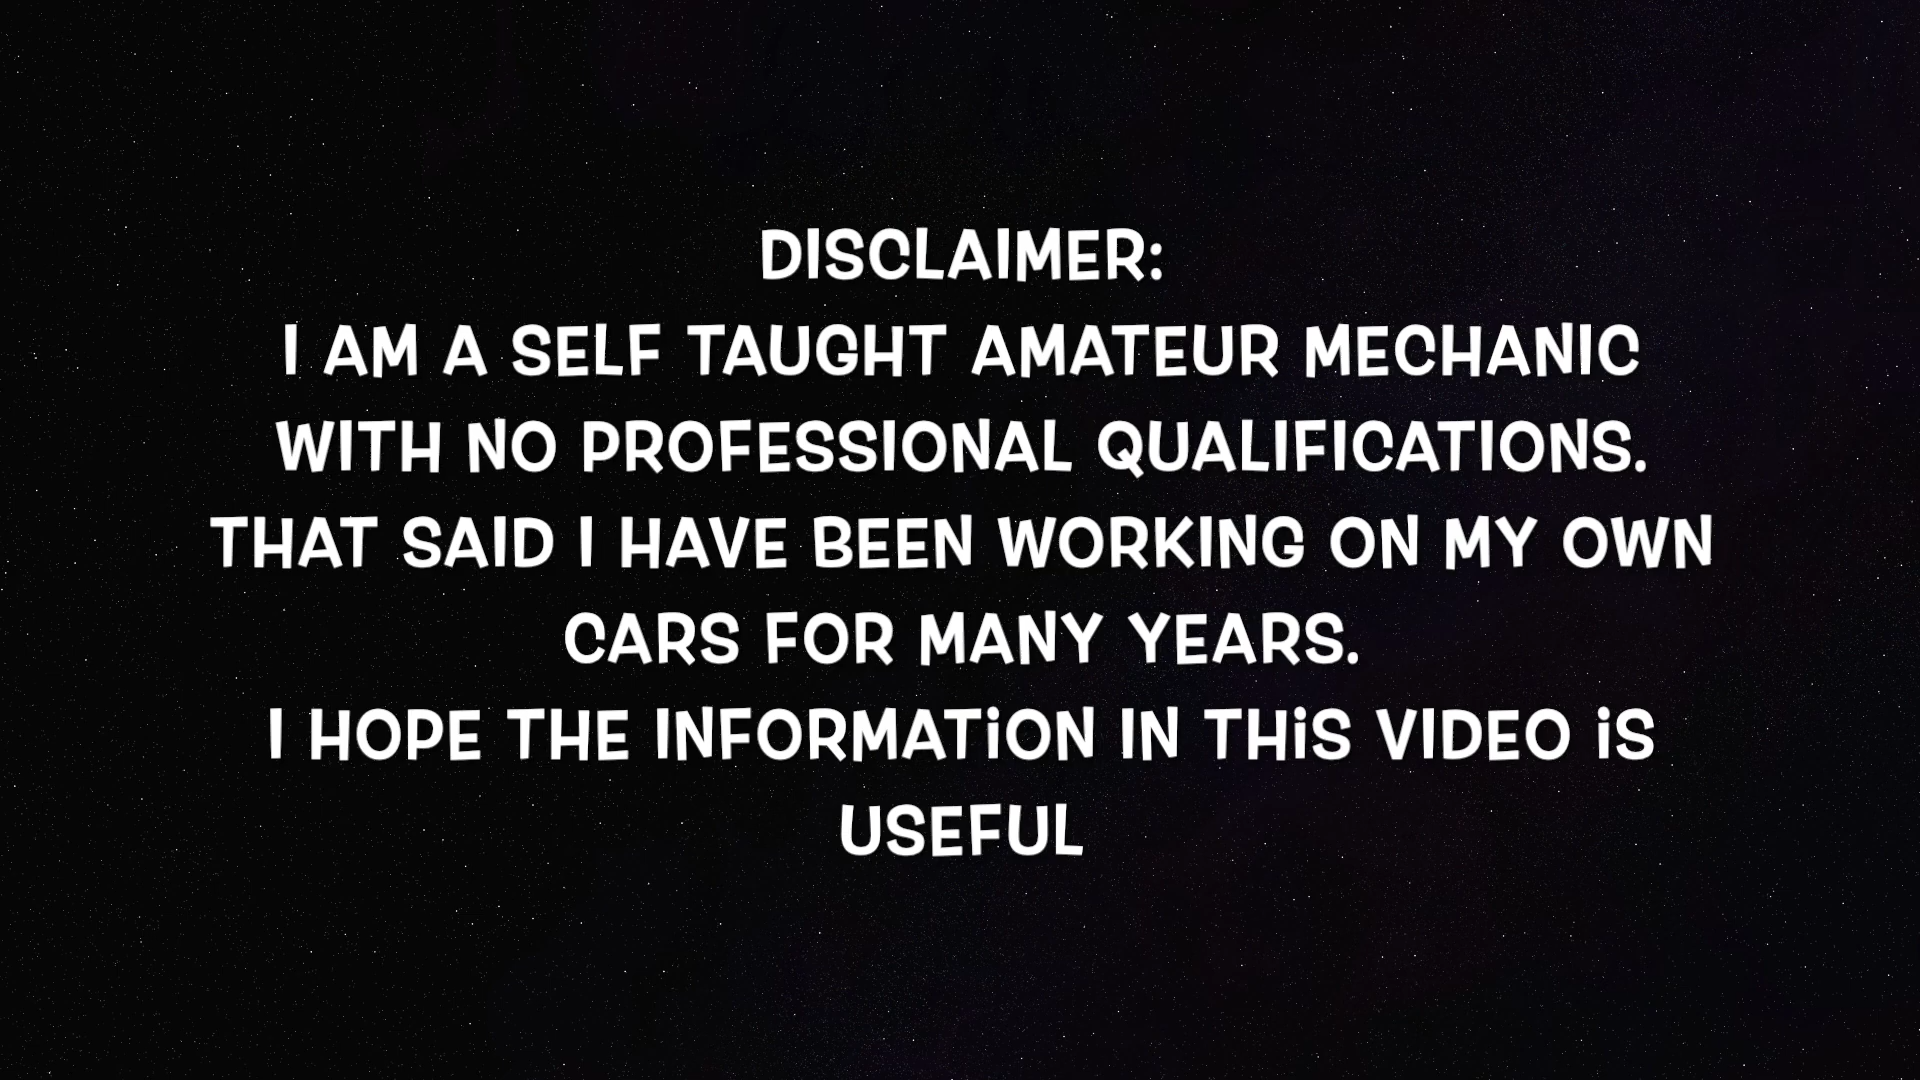 DISCLAIMER:
I AM A SELF TAUGHT AMATEUR MECHANIC
WITH NO PROFESSIONAL QUALIFICATIONS.
THAT SAID I HAVE BEEN WORKING ON MY OWN
CARS FOR MANY YEARS.
I HOPE THE INFORMATiON IN THiS VIDEO iS
USEFUL